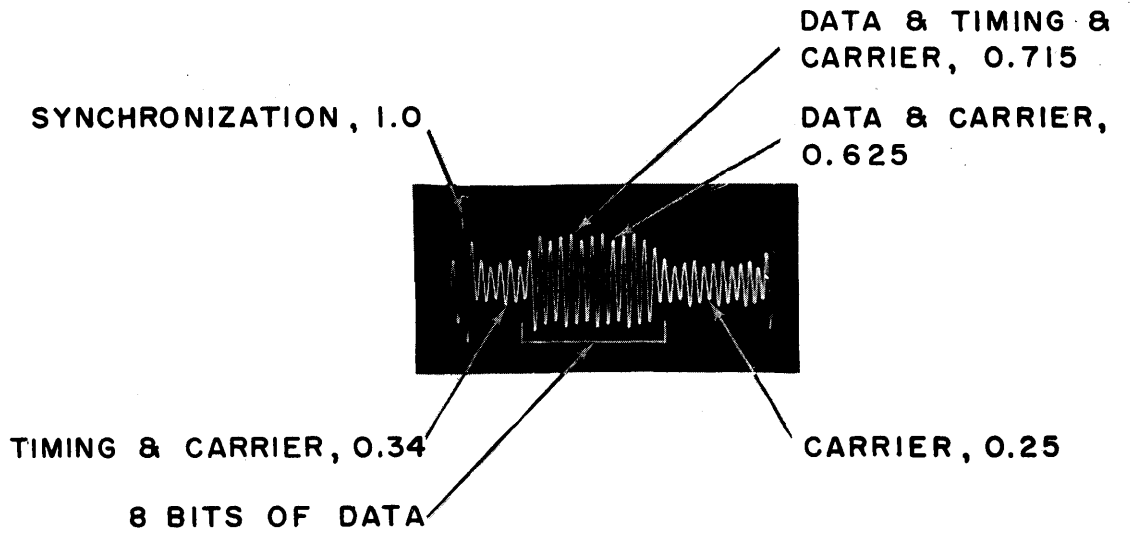 DATA & TIMING &
CARRIER, 0.715
SYNCHRONIZATION, 1.0
DATA & CARRIER,
0.625
TIMING & CARRIER, 0.34
CARRIER, 0.25
8 BITS OF DATA